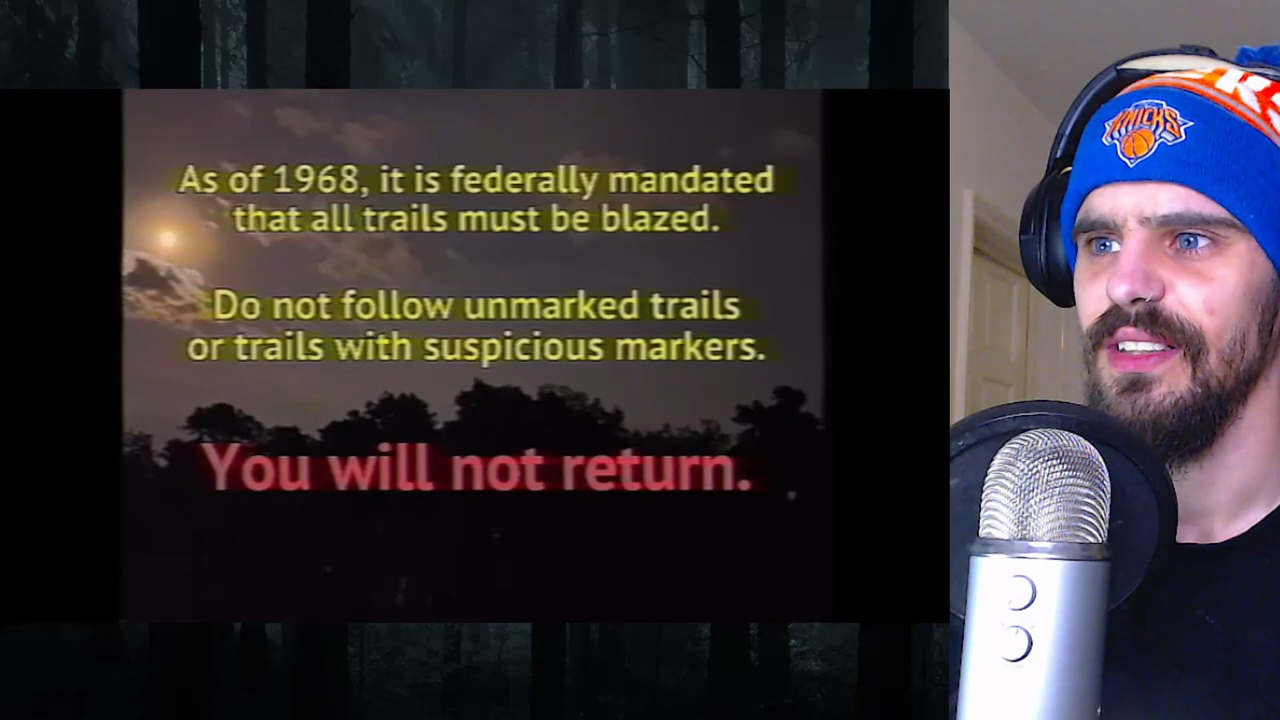 As of 1968, it is federally mandated
that all trails must be blazed.
Do not follow unmarked trails
or trails with suspicious markers.
You will not return.
KNICKS